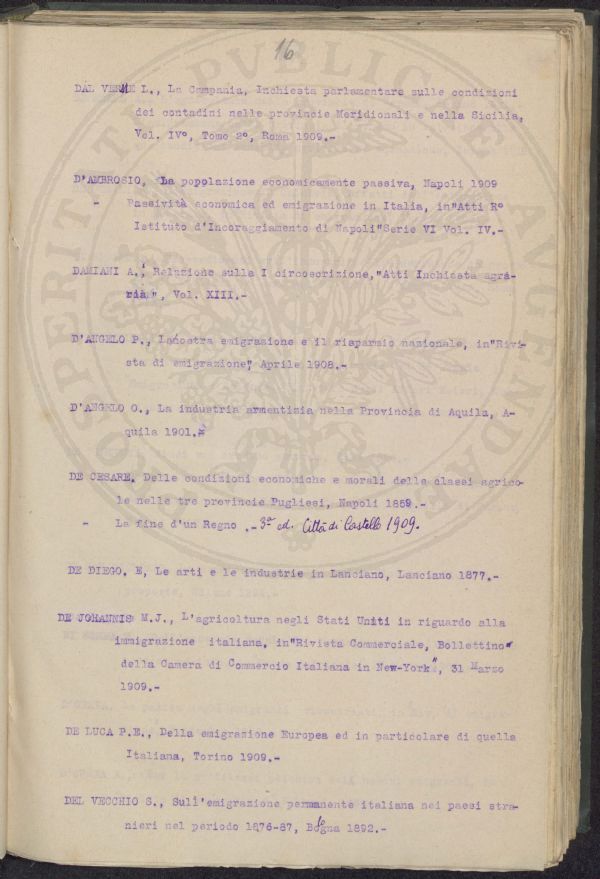 16
DAL VERME L., La Campania, Inchiesta parlamentare sulle condizioni
dei contadini nelle provincie Meridionali e nella Sicilia,
Vol. IVº, Tomo 2º, Roma 1909.-
D'AMBROSIO, La popolazione economicamente passiva, Napoli 1909
- Passività economica ed emigrazione in Italia, in"Atti Rº
Istituto d'Incoraggiamento di Napoli"Serie VI Vol. IV.-
DAMIANI A., Relazione sulla I circoscrizione,"Atti Inchiesta agra-
ria", Vol. XIII.-
D'ANGELO P., La nostra emigrazione e il risparmio nazionale, in"Rivi-
sta di emigrazione", Aprile 1908.-
D'ANGELO O., La industria armentizia nella Provincia di Aquila, A-
quila 1901.-
DE CESARE, Delle condizioni economiche e morali delle classi agrico-
le nelle tre provincie Pugliesi, Napoli 1859.-
- La fine d'un Regno .- 3ª ed. Città di Castello 1909.
DE DIEGO. E, Le arti e le industrie in Lanciano, Lanciano 1877.-
DE JOHANNIS M.J., L'agricoltura negli Stati Uniti in riguardo alla
immigrazione italiana, in"Rivista Commerciale, Bollettino"
della Camera di Commercio Italiana in New-York", 31 Marzo
1909.-
DE LUCA P.E., Della emigrazione Europea ed in particolare di quella
Italiana, Torino 1909.-
DEL VECCHIO S., Sull'emigrazione permanente italiana nei paesi stra-
nieri nel periodo 1876-87, Bologna 1892.-
PUBLICAE
AUGENDAE